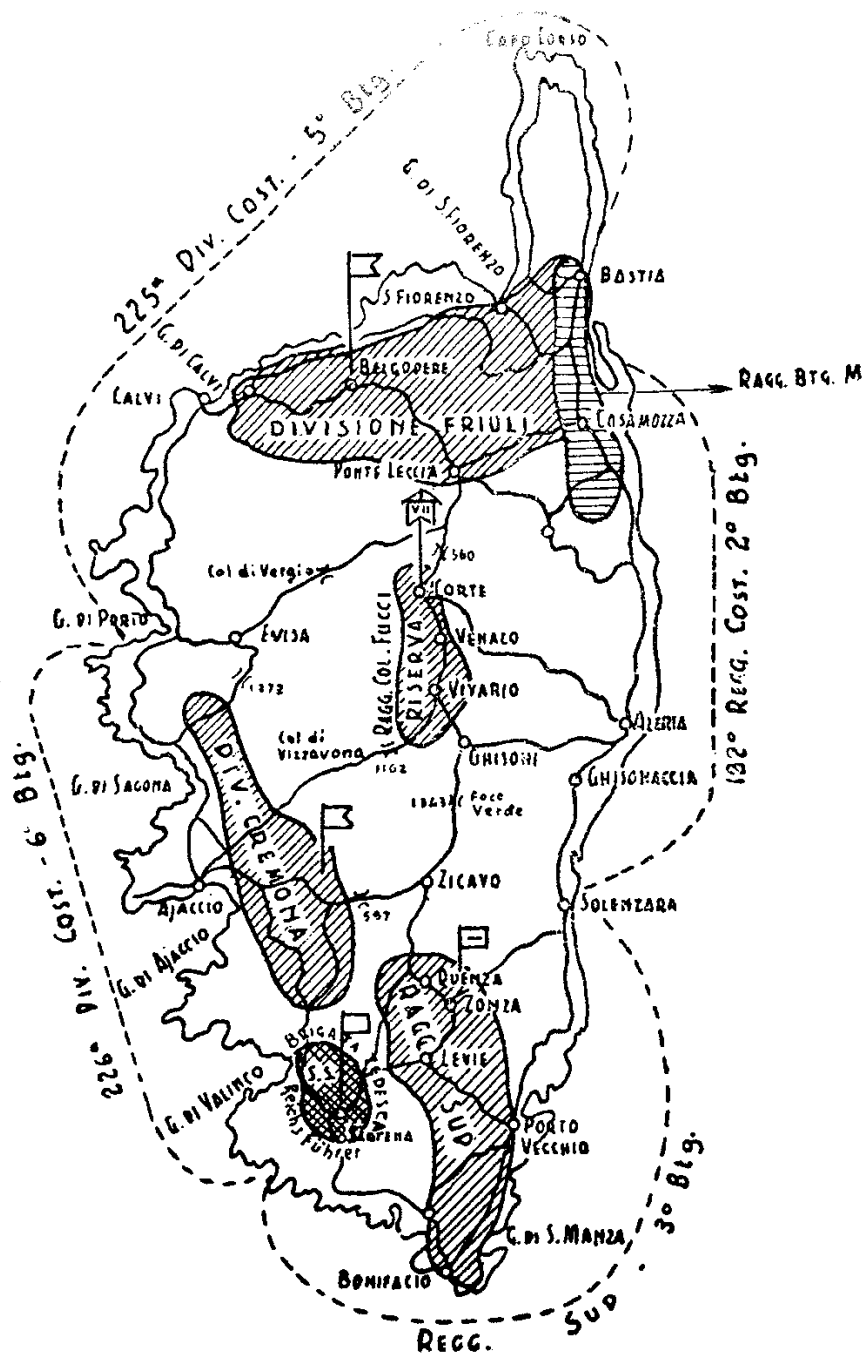 CAPO CORSO
225ª DIV. COST. - 5° Btg.
G. DI S. FIORENZO
S. FIORENZO
BASTIA
G. DI CALVI
CALVI
BELGODERE
RAGG. BTG. M
DIVISIONE FRIULI
CASAMOZZA
PONTE LECCIA
VII
560
Col di Vergio
CORTE
G. DI PORTO
EVISA
VENACO
RAGG. COL. FUCCI
RISERVA
VIVARIO
132° REGG. COST. 2° Btg.
1272
Col di
Vizzavona
1162
ALERIA
GHISONI
GHISONACCIA
G. DI SAGONA
DIV. CREMONA
Foce
Verde
ZICAVO
AJACCIO
597
SOLENZARA
226ª DIV. COST. - 6° Btg.
G. DI AJACCIO
I
QUENZA
ZONZA
RAGG. SUD
LEVIE
BRIGATA TEDESCA
S.S.
Reichs Führer
G. DI VALINCO
PORTO
VECCHIO
G. DI S. MANZA
BONIFACIO
REGG. SUD - 3° Btg.